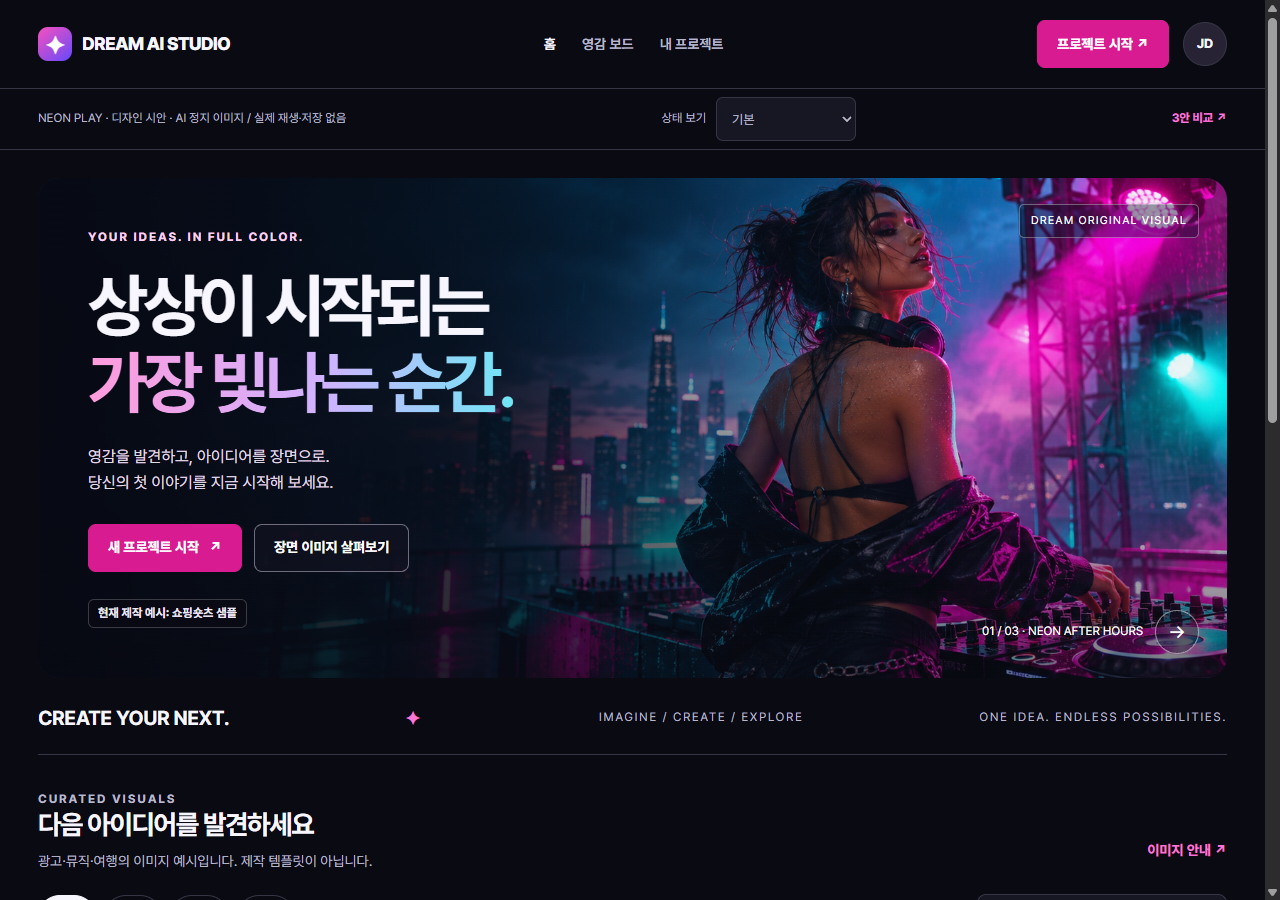 DREAM AI STUDIO
홈 영감 보드 내 프로젝트
프로젝트 시작 ↗
JD
NEON PLAY · 디자인 시안 · AI 정지 이미지 / 실제 재생·저장 없음
상태 보기 기본
3안 비교 ↗
DREAM ORIGINAL VISUAL
YOUR IDEAS. IN FULL COLOR.
상상이 시작되는
가장 빛나는 순간.
영감을 발견하고, 아이디어를 장면으로.
당신의 첫 이야기를 지금 시작해 보세요.
새 프로젝트 시작 ↗
장면 이미지 살펴보기
현재 제작 예시: 쇼핑숏츠 샘플
01 / 03 · NEON AFTER HOURS →
CREATE YOUR NEXT.
IMAGINE / CREATE / EXPLORE
ONE IDEA. ENDLESS POSSIBILITIES.
CURATED VISUALS
다음 아이디어를 발견하세요
광고·뮤직·여행의 이미지 예시입니다. 제작 템플릿이 아닙니다.
이미지 안내 ↗